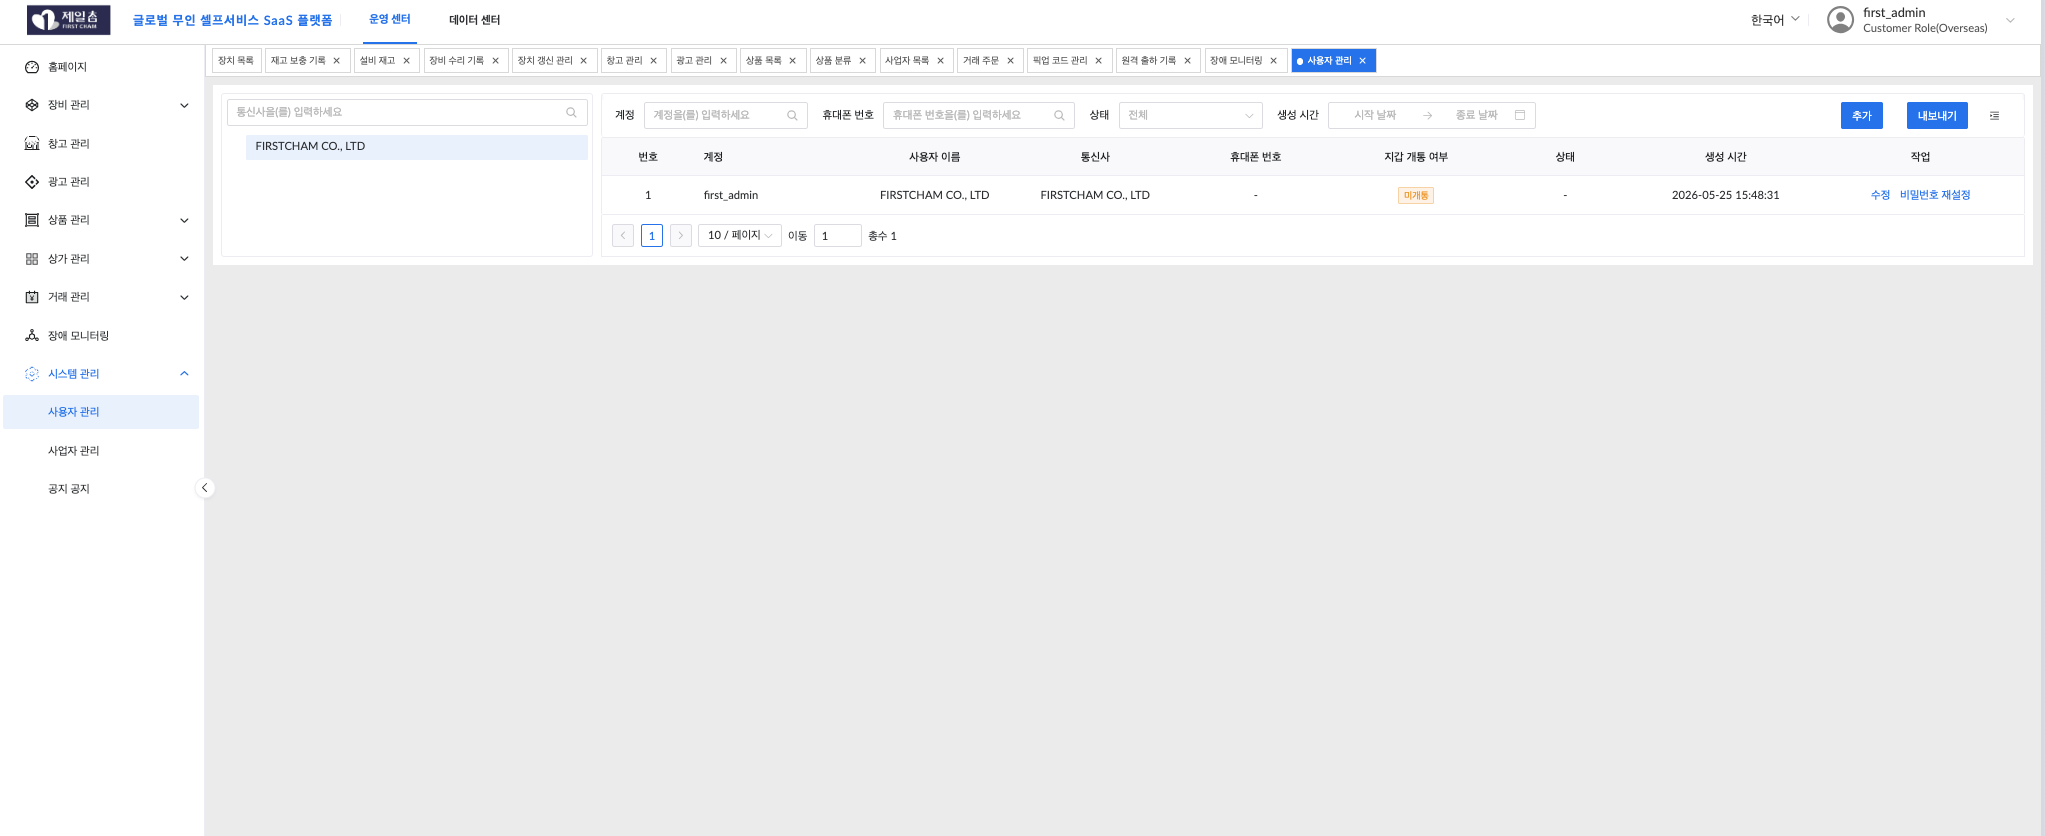 제일참 FIRST CHAM 글로벌 무인 셀프서비스 SaaS 플랫폼 운영 센터 데이터 센터 한국어 first_admin
Customer Role(Overseas)
장치 목록 재고 보충 기록 설비 재고 장비 수리 기록 장치 갱신 관리 창고 관리 광고 관리 상품 목록 상품 분류 사업자 목록 거래 주문 픽업 코드 관리 원격 출하 기록 장애 모니터링 사용자 관리
홈페이지
장비 관리
창고 관리
광고 관리
상품 관리
상가 관리
거래 관리
장애 모니터링
시스템 관리
사용자 관리
사업자 관리
공지 공지
통신사을(를) 입력하세요
FIRSTCHAM CO., LTD
계정 계정을(를) 입력하세요 휴대폰 번호 휴대폰 번호을(를) 입력하세요 상태 전체 생성 시간 시작 날짜 종료 날짜 추가 내보내기
번호 계정 사용자 이름 통신사 휴대폰 번호 지갑 개통 여부 상태 생성 시간 작업
1 first_admin FIRSTCHAM CO., LTD FIRSTCHAM CO., LTD - 미개통 - 2026-05-25 15:48:31 수정 비밀번호 재설정
1 10 / 페이지 이동 1 총수 1